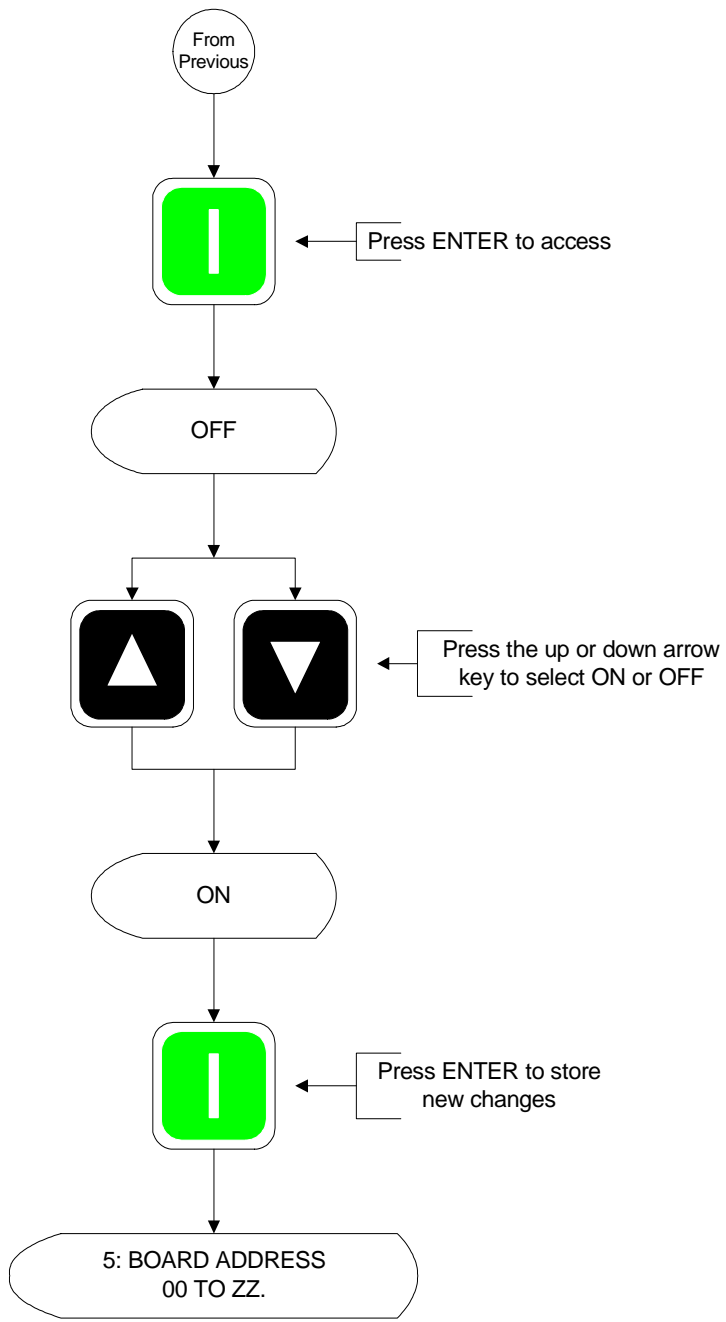 From
Previous
Press ENTER to access
OFF
Press the up or down arrow
key to select ON or OFF
ON
Press ENTER to store
new changes
5: BOARD ADDRESS
00 TO ZZ.